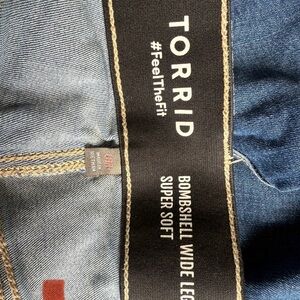 TORRID
#FeelTheFit
BOMBSHELL WIDE LEG
SUPER SOFT